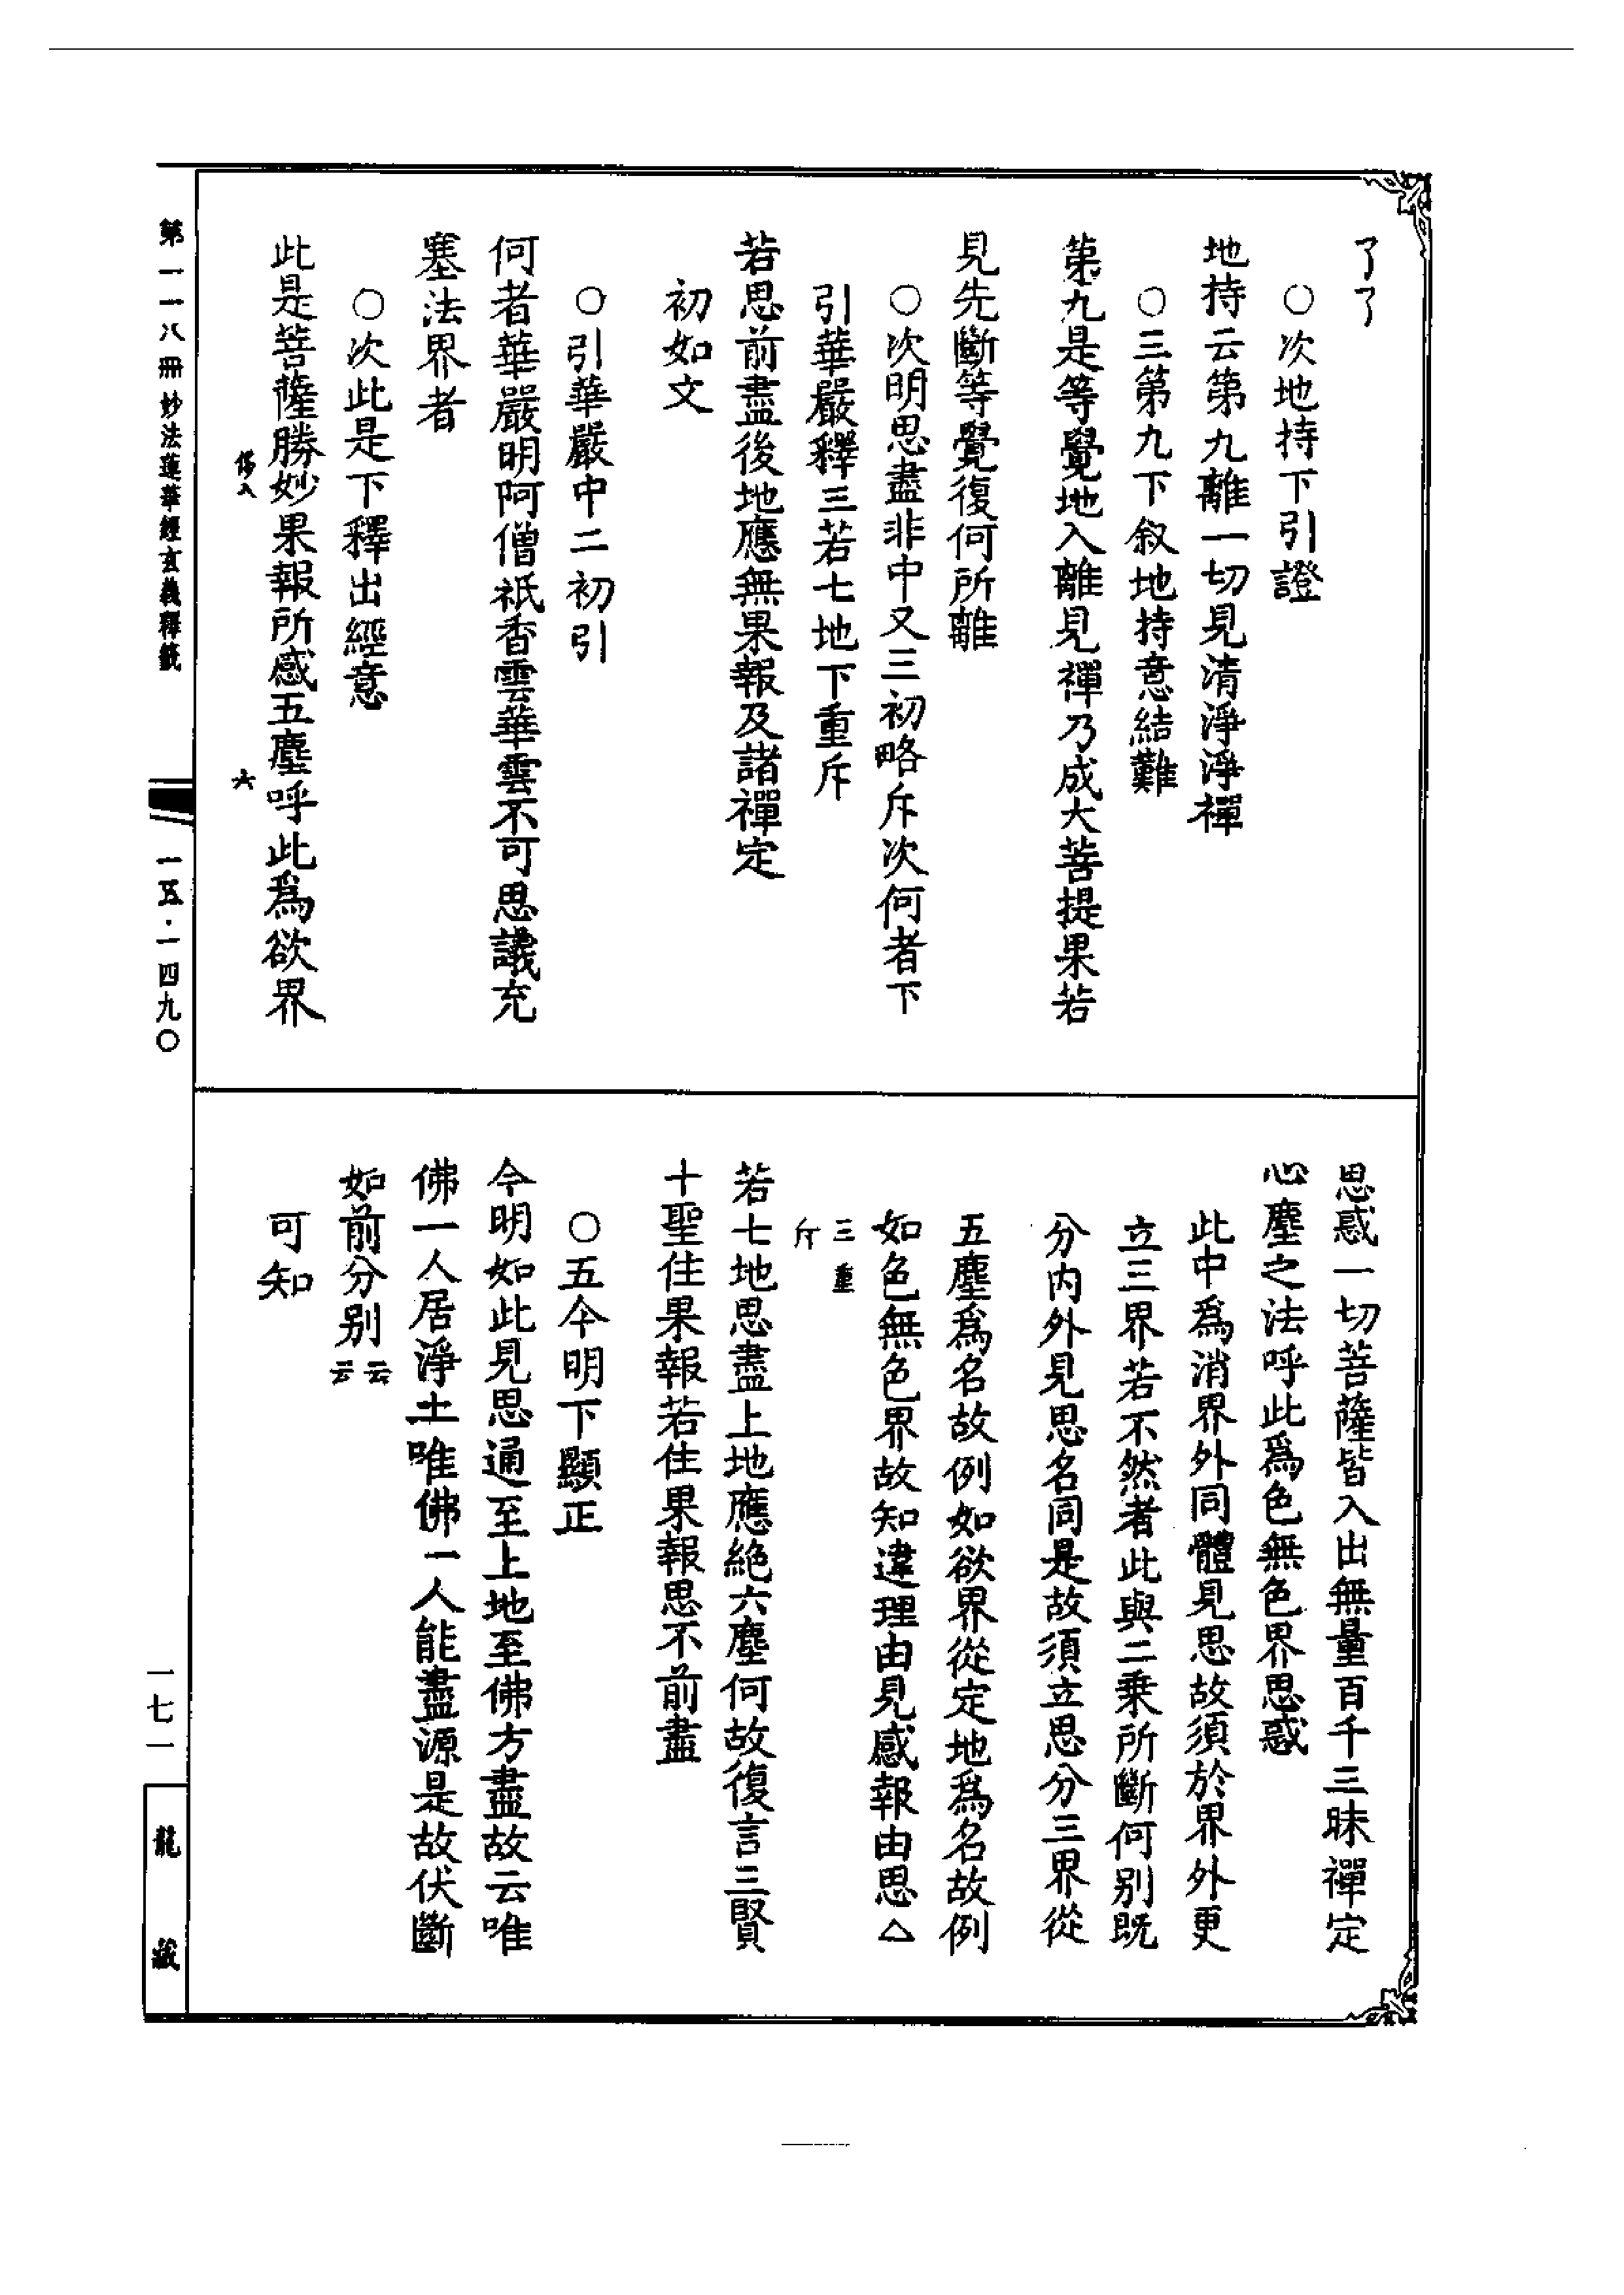 了了
○次地持下引證
地持云第九離一切見清淨淨禪
○三第九下叙地持意結難
第九是等覺地入離見禪乃成大菩提果若
見先斷等覺復何所離
○次明思盡非中又三初略斥次何者下
引華嚴釋三若七地下重斥
若思前盡後地應無果報及諸禪定
初如文
○引華嚴中二初引
何者華嚴明阿僧祇香雲華雲不可思議充
塞法界者
○次此是下釋出經意
此是菩薩勝妙果報所感五塵呼此爲欲界
六
思惑一切菩薩皆入出無量百千三昧禪定
心塵之法呼此爲色無色界思惑
此中爲消界外同體見思故須於界外更
立三界若不然者此與二乘所斷何別既
分內外見思名同是故須立思分三界從
五塵爲名故例如欲界從定地爲名故例
如色無色界故知違理由見感報由思△
三重
斥
若七地思盡上地應絶六塵何故復言三賢
十聖住果報若住果報思不前盡
○五今明下顯正
今明如此見思通至上地至佛方盡故云唯
佛一人居淨土唯佛一人能盡源是故伏斷
如前分別云云
可知
第一一八冊 妙法蓮華經玄義釋籤
一五·一四九〇
一七一
龍藏